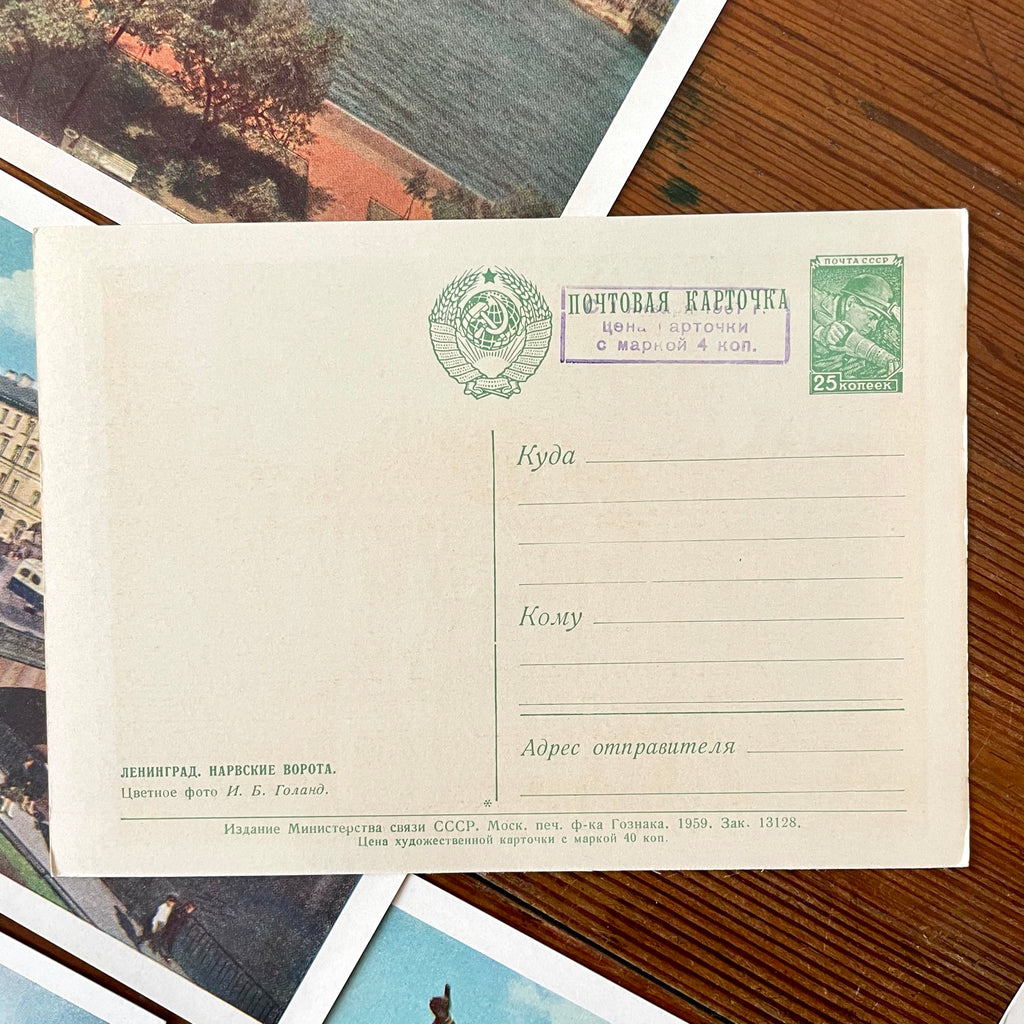 ПОЧТА СССР
ПОЧТОВАЯ КАРТОЧКА
г.
цена карточки
с маркой 4 коп.
25 копеек
Куда
Кому
Адрес отправителя
ЛЕНИНГРАД. НАРВСКИЕ ВОРОТА.
Цветное фото И. Б. Голанд.
*
Издание Министерства связи СССР. Моск. печ. ф-ка Гознака. 1959. Зак. 13128.
Цена художественной карточки с маркой 40 коп.